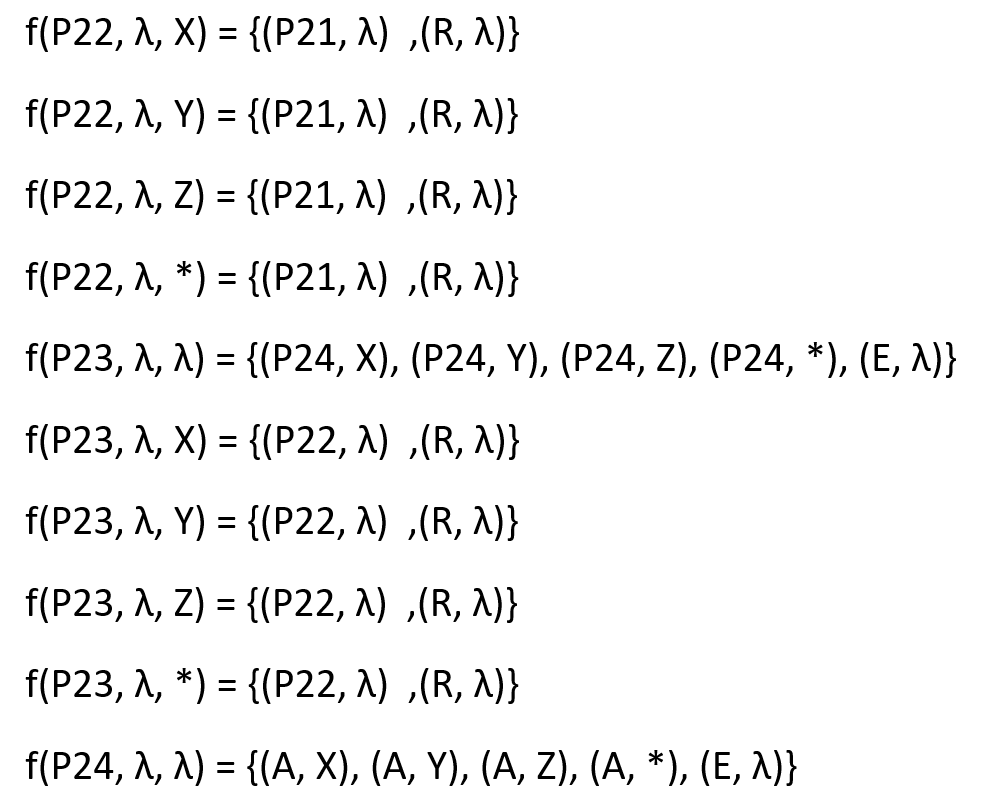 f(P22, λ, X) = {(P21, λ)  ,(R, λ)}
f(P22, λ, Y) = {(P21, λ)  ,(R, λ)}
f(P22, λ, Z) = {(P21, λ)  ,(R, λ)}
f(P22, λ, *) = {(P21, λ)  ,(R, λ)}
f(P23, λ, λ) = {(P24, X), (P24, Y), (P24, Z), (P24, *), (E, λ)}
f(P23, λ, X) = {(P22, λ)  ,(R, λ)}
f(P23, λ, Y) = {(P22, λ)  ,(R, λ)}
f(P23, λ, Z) = {(P22, λ)  ,(R, λ)}
f(P23, λ, *) = {(P22, λ)  ,(R, λ)}
f(P24, λ, λ) = {(A, X), (A, Y), (A, Z), (A, *), (E, λ)}